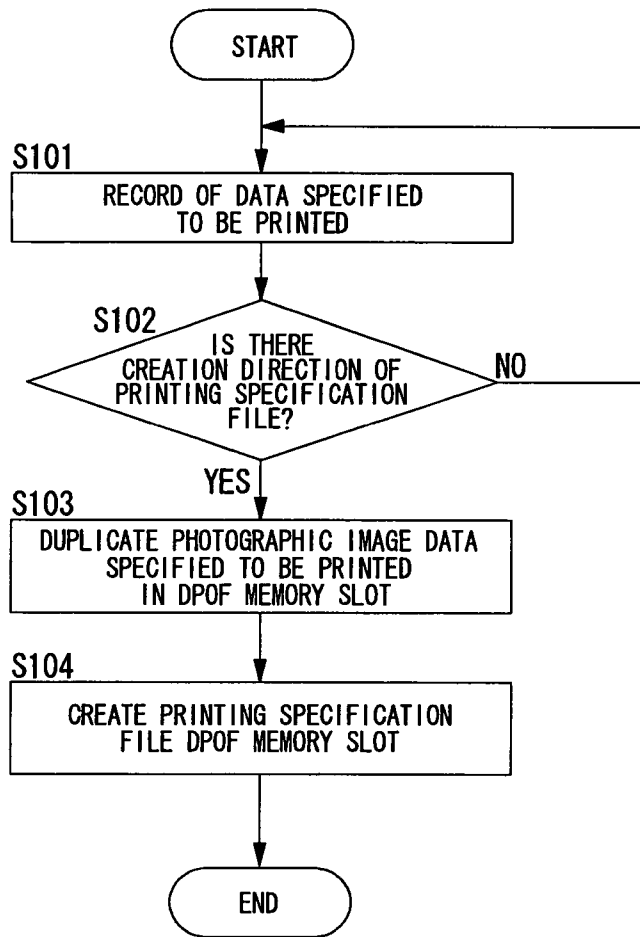 START
S101
RECORD OF DATA SPECIFIED
TO BE PRINTED
S102
IS THERE
CREATION DIRECTION OF
PRINTING SPECIFICATION
FILE?
NO
YES
S103
DUPLICATE PHOTOGRAPHIC IMAGE DATA
SPECIFIED TO BE PRINTED
IN DPOF MEMORY SLOT
S104
CREATE PRINTING SPECIFICATION
FILE DPOF MEMORY SLOT
END